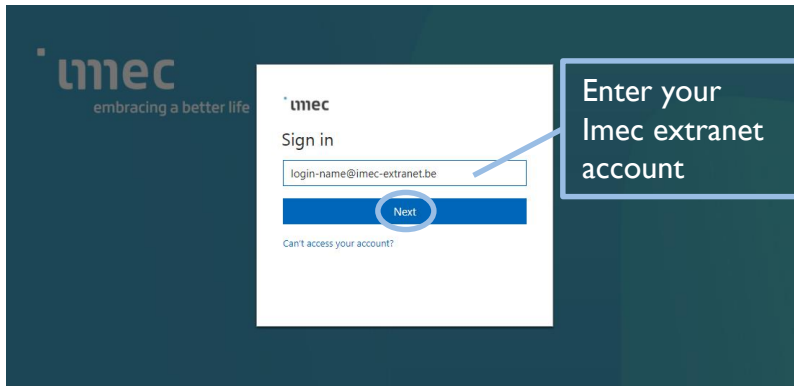 imec
embracing a better life
imec
Sign in
login-name@imec-extranet.be
Next
Can't access your account?
Enter your
Imec extranet
account